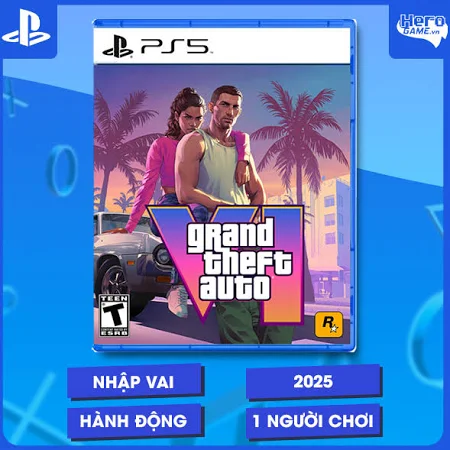 Hero
GAME.vn
PS5
VI
grand
theft
auto
TEEN
T
ESRB
R
NHẬP VAI
2025
HÀNH ĐỘNG
1 NGƯỜI CHƠI